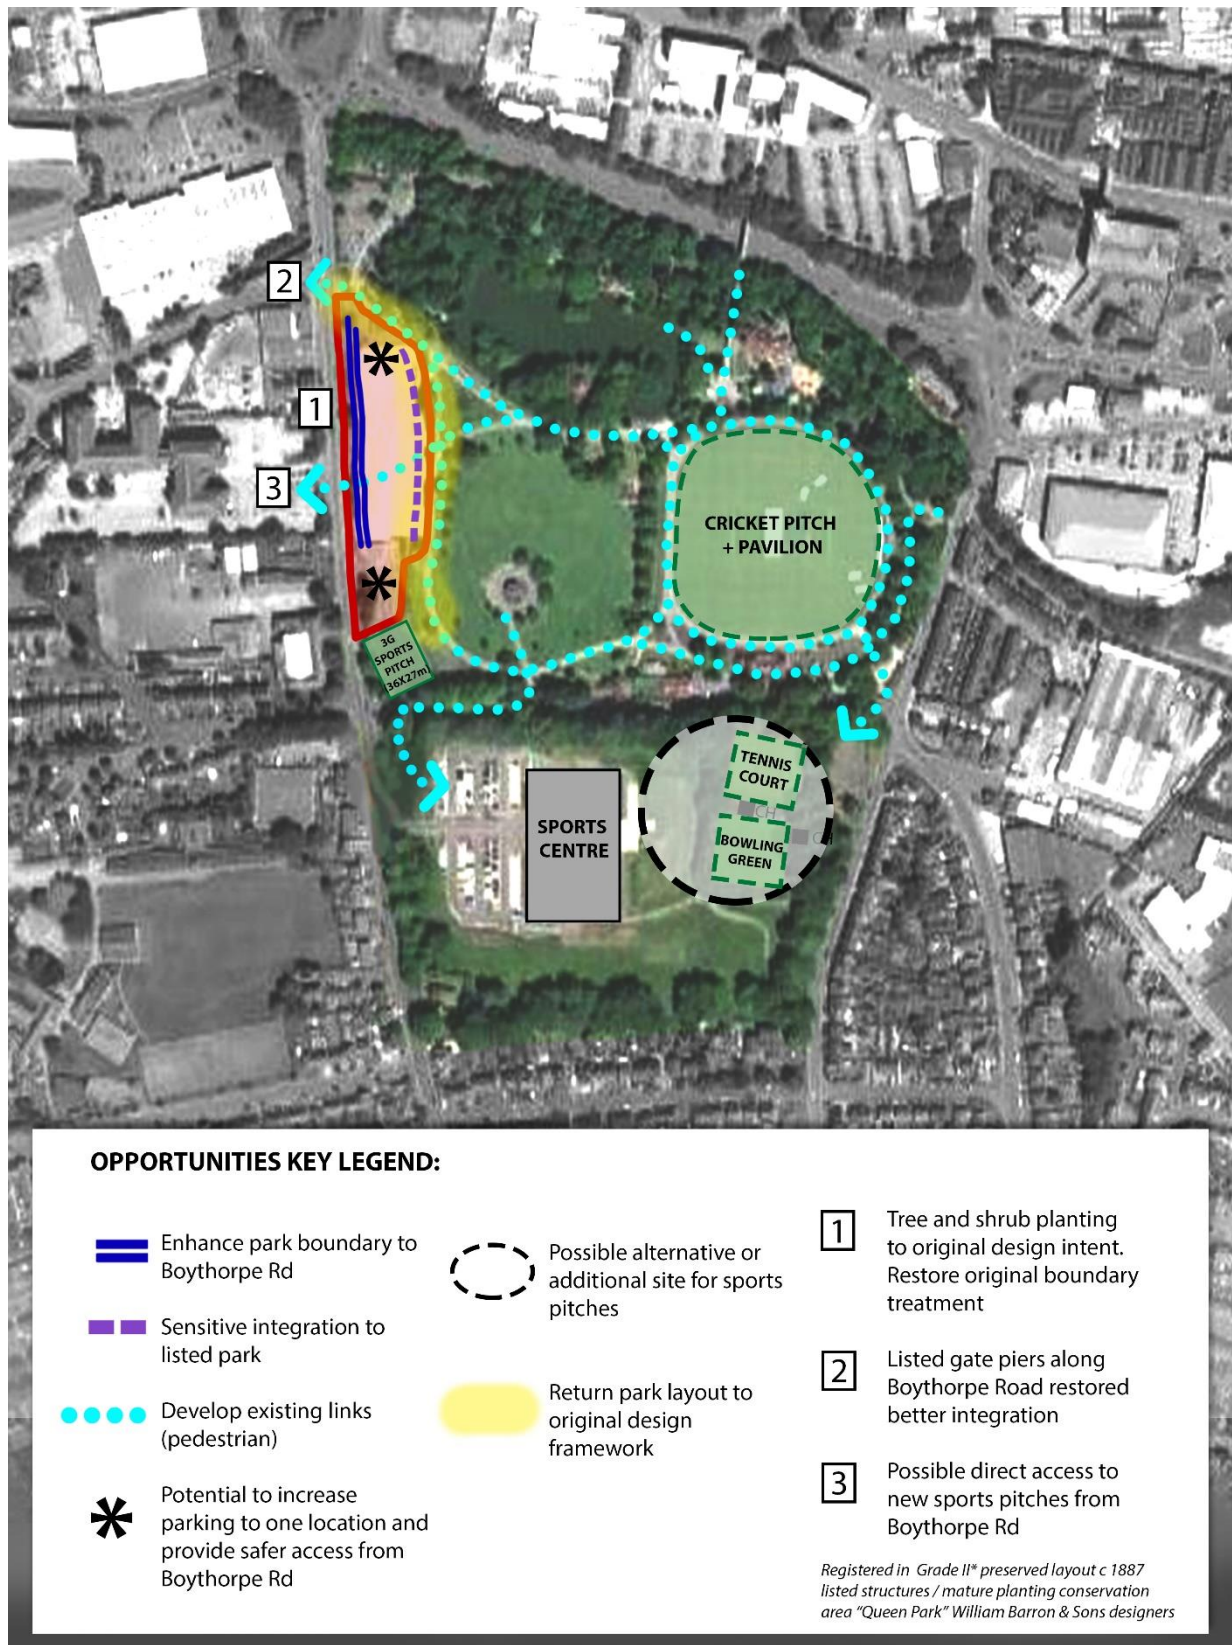 2
1
3
CRICKET PITCH
+ PAVILION
3G
SPORTS
PITCH
36X27m
TENNIS
COURT
CH
BOWLING
GREEN
SPORTS
CENTRE
OPPORTUNITIES KEY LEGEND:
Enhance park boundary to
Boythorpe Rd
Sensitive integration to
listed park
Develop existing links
(pedestrian)
* Potential to increase
parking to one location and
provide safer access from
Boythorpe Rd
Possible alternative or
additional site for sports
pitches
Return park layout to
original design
framework
1 Tree and shrub planting
to original design intent.
Restore original boundary
treatment
2 Listed gate piers along
Boythorpe Road restored
better integration
3 Possible direct access to
new sports pitches from
Boythorpe Rd
Registered in Grade II* preserved layout c 1887
listed structures / mature planting conservation
area "Queen Park" William Barron & Sons designers